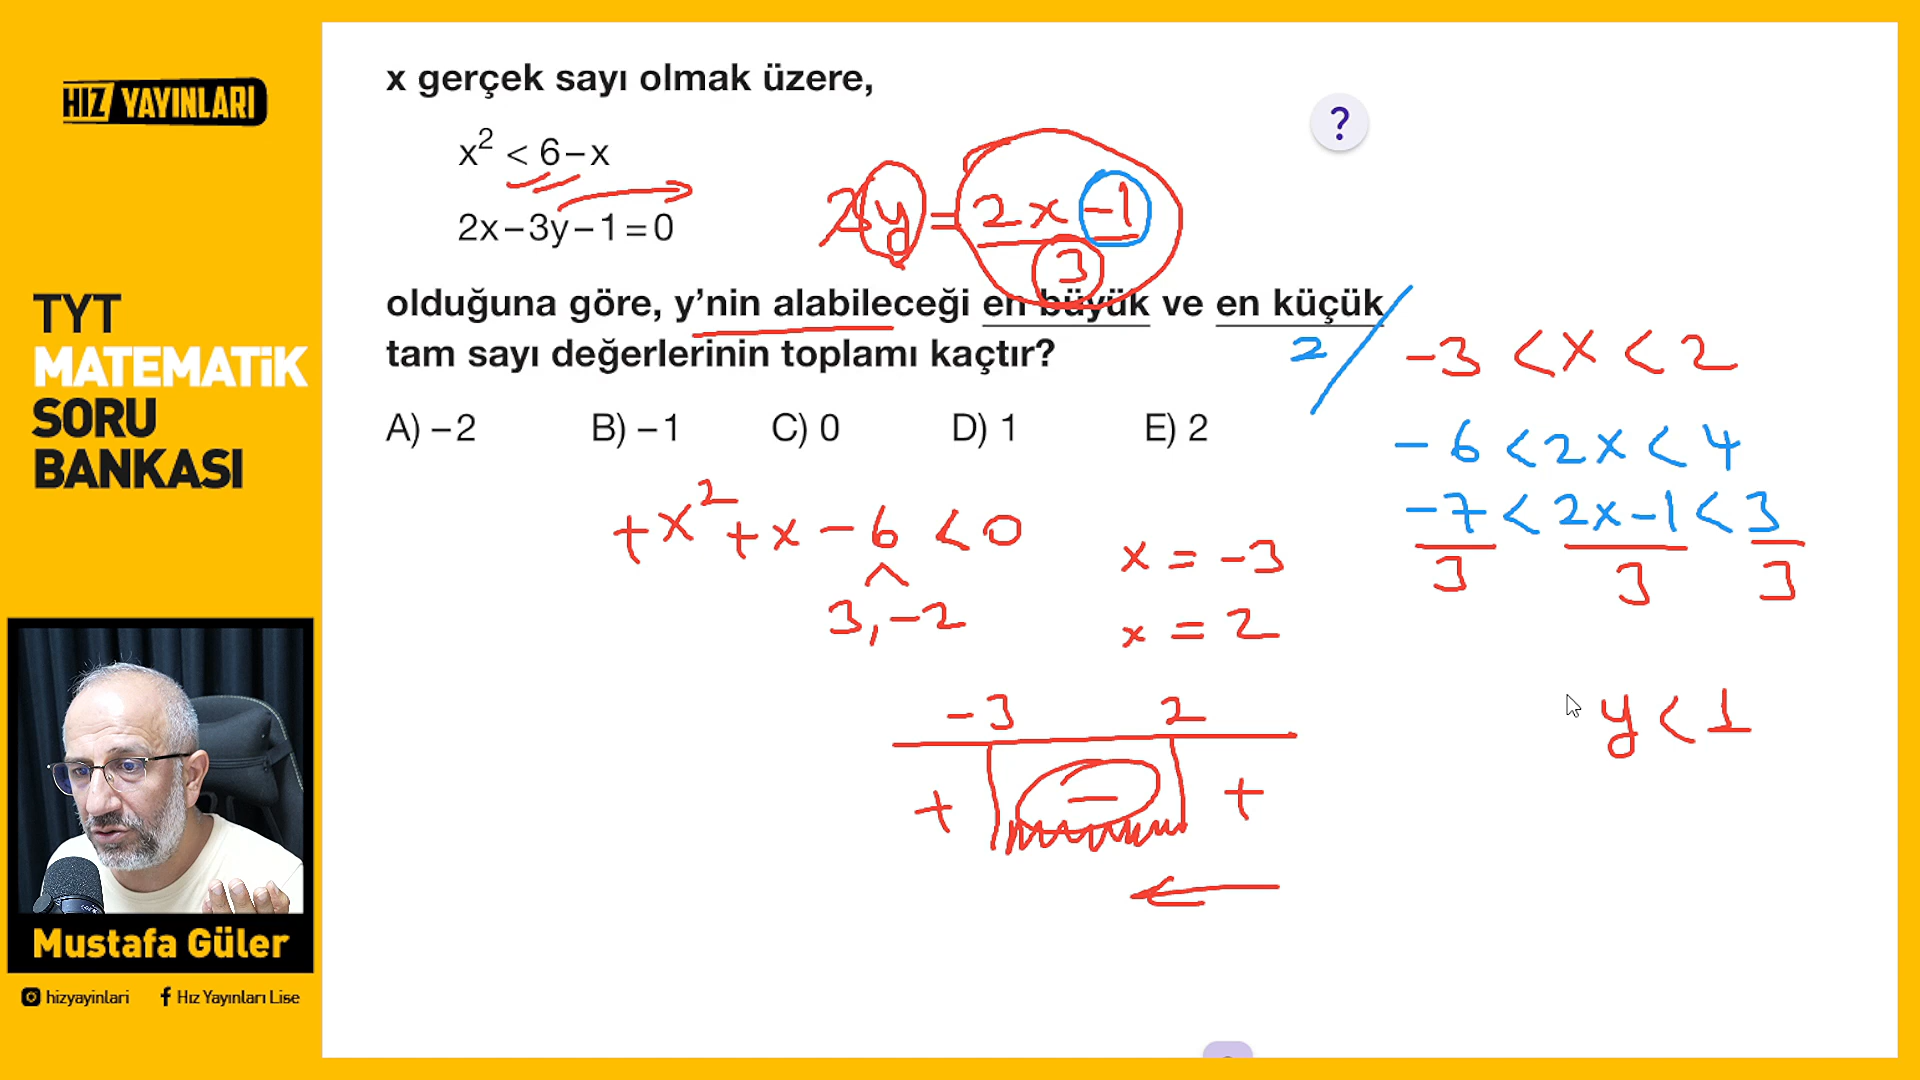 HIZ YAYINLARI
TYT
MATEMATİK
SORU
BANKASI
Mustafa Güler
hizyayinlari
Hız Yayınları Lise
x gerçek sayı olmak üzere,
x² < 6 – x
2x – 3y – 1 = 0
olduğuna göre, y’nin alabileceği en büyük ve en küçük
tam sayı değerlerinin toplamı kaçtır?
A) – 2 B) – 1 C) 0 D) 1 E) 2
?
y = 2x - 1
3
+x² + x - 6 < 0
3, -2
x = -3
x = 2
-3 2
+ - +
2 / -3 < x < 2
-6 < 2x < 4
-7 < 2x - 1 < 3
3 3 3
y < 1